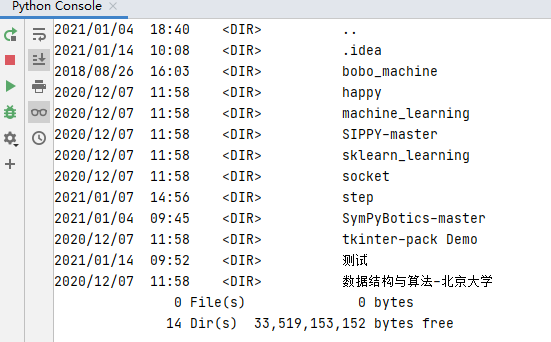 Python Console ×
2021/01/04  18:40    <DIR>          ..
2021/01/14  10:08    <DIR>          .idea
2018/08/26  16:03    <DIR>          bobo_machine
2020/12/07  11:58    <DIR>          happy
2020/12/07  11:58    <DIR>          machine_learning
2020/12/07  11:58    <DIR>          SIPPY-master
2020/12/07  11:58    <DIR>          sklearn_learning
2020/12/07  11:58    <DIR>          socket
2021/01/07  14:56    <DIR>          step
2021/01/04  09:45    <DIR>          SymPyBotics-master
2020/12/07  11:58    <DIR>          tkinter-pack Demo
2021/01/14  09:52    <DIR>          测试
2020/12/07  11:58    <DIR>          数据结构与算法-北京大学
               0 File(s)              0 bytes
              14 Dir(s)  33,519,153,152 bytes free